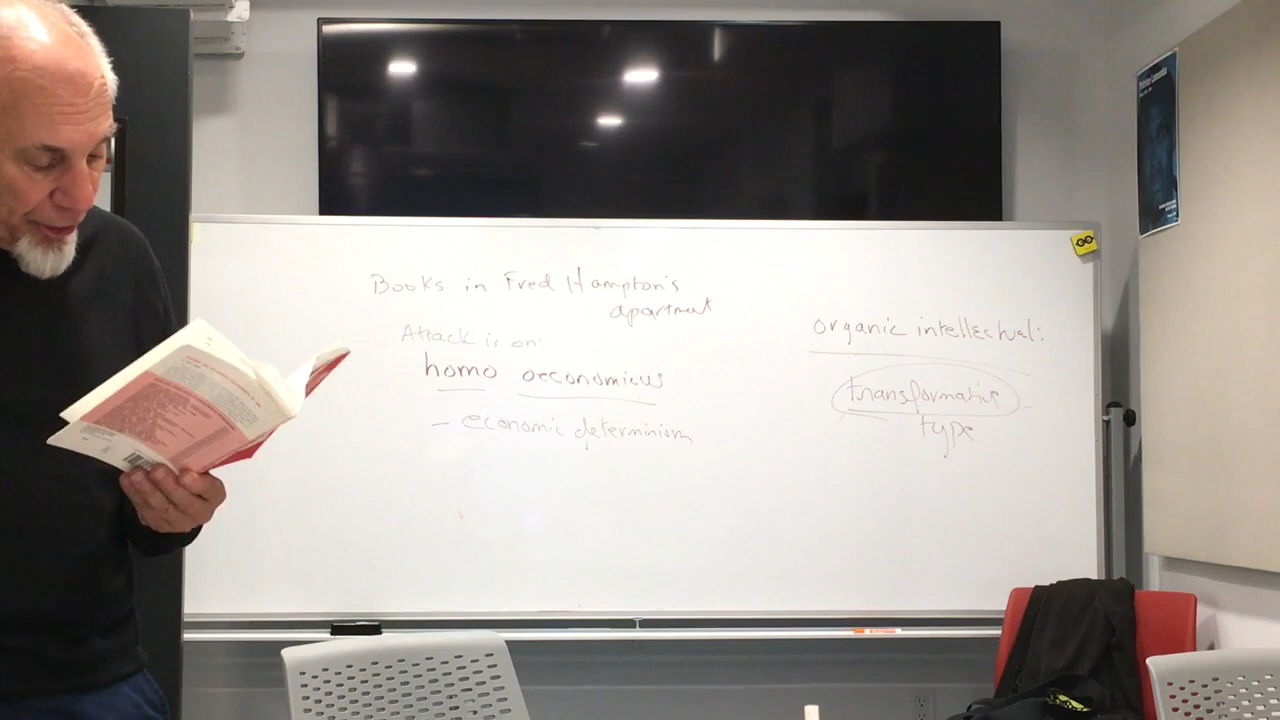 Books in Fred Hampton's
apartment
Attack is on:
homo oeconomicus
- economic determinism
organic intellectual:
transformative
type